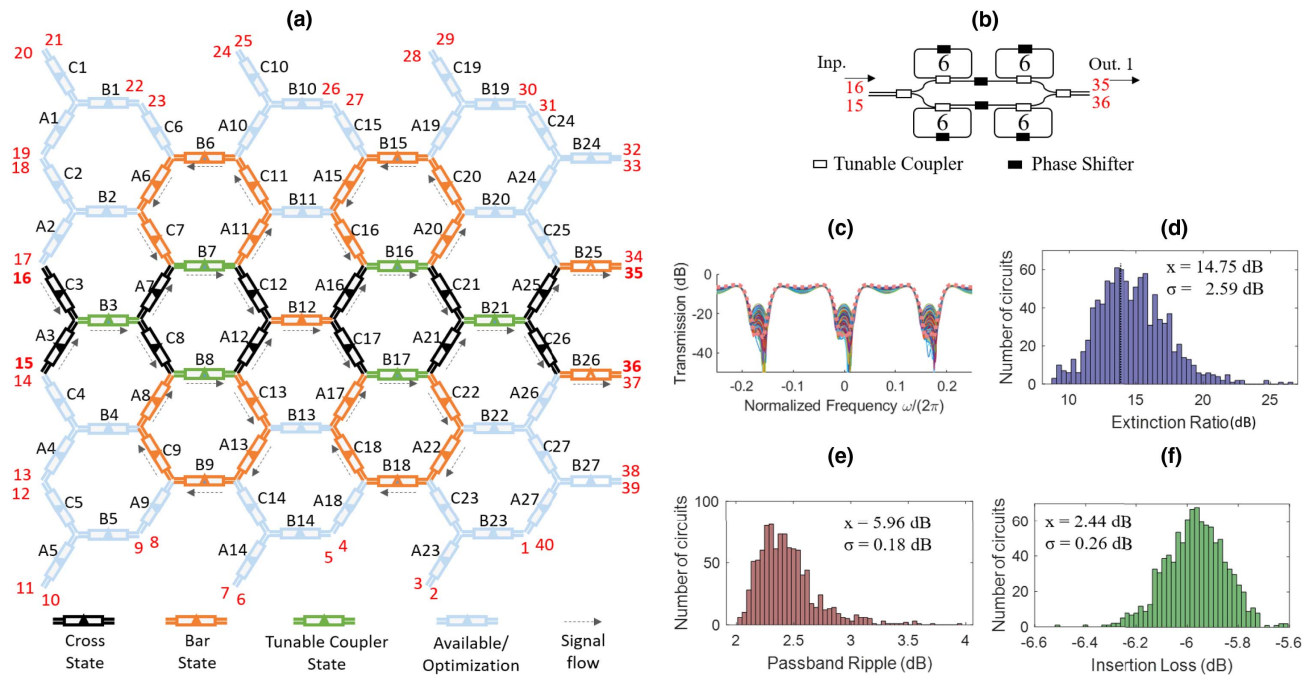 (a)
21
20
C1
B1
22
23
A1
C6
19
18
C2
A6
B2
C7
A2
17
16
C3
A3
B3
A7
C8
15
14
C4
A8
B4
C9
A4
13
12
C5
A9
B5
9
8
A5
11
10
25
24
C10
B10
26
27
A10
C15
B6
C11
A15
B11
A11
C16
B7
C12
A16
B12
A12
C17
B8
C13
A17
B13
A13
C18
B9
C14
A18
B14
4
5
A14
7
6
29
28
C19
B19
30
31
A19
C24
B15
B24
32
33
C20
A24
B20
A20
C25
B16
B25
34
35
A25
B21
A21
C26
B17
B26
36
37
C22
A26
B22
A22
C27
B18
B27
38
39
C23
A27
B23
1
40
A23
3
2
Cross
State
Bar
State
Tunable Coupler
State
Available/
Optimization
Signal
flow
(b)
Inp.
16
15
6
6
6
6
Out. 1
35
36
Tunable Coupler
Phase Shifter
(c)
Transmission (dB)
0
-20
-40
-0.2
-0.1
0
0.1
0.2
Normalized Frequency ω/(2π)
(d)
Number of circuits
60
40
20
0
x = 14.75 dB
σ = 2.59 dB
10
15
20
25
Extinction Ratio(dB)
(e)
Number of circuits
100
50
0
x = 5.96 dB
σ = 0.18 dB
2
2.5
3
3.5
4
Passband Ripple (dB)
(f)
Number of circuits
60
40
20
0
x = 2.44 dB
σ = 0.26 dB
-6.6
-6.4
-6.2
-6
-5.8
-5.6
Insertion Loss (dB)